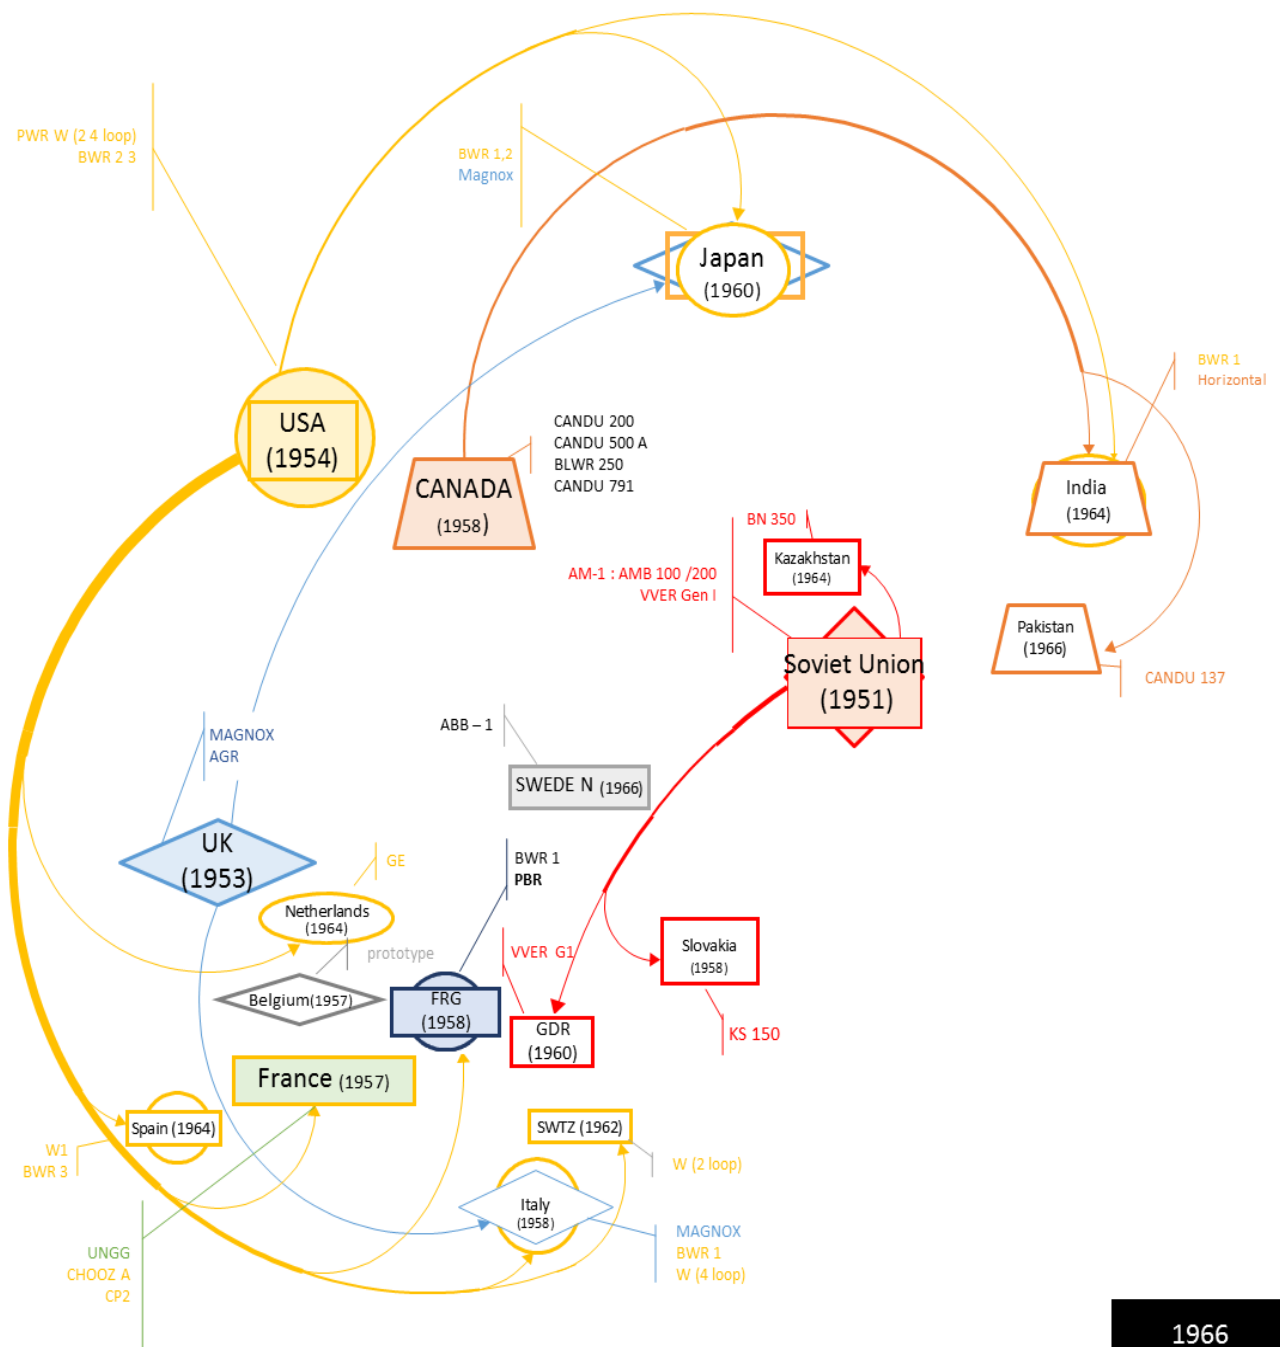 PWR W (2 4 loop)
BWR 2 3
BWR 1,2
Magnox
Japan
(1960)
USA
(1954)
BWR 1
Horizontal
CANDU 200
CANDU 500 A
BLWR 250
CANDU 791
CANADA
(1958)
India
(1964)
BN 350
Kazakhstan
(1964)
AM-1 : AMB 100 /200
VVER Gen I
Pakistan
(1966)
CANDU 137
Soviet Union
(1951)
MAGNOX
AGR
ABB – 1
SWEDE N (1966)
UK
(1953)
GE
BWR 1
PBR
Netherlands
(1964)
prototype
VVER G1
Slovakia
(1958)
Belgium(1957)
FRG
(1958)
GDR
(1960)
KS 150
France (1957)
Spain (1964)
SWTZ (1962)
W1
BWR 3
W (2 loop)
Italy
(1958)
MAGNOX
BWR 1
W (4 loop)
UNGG
CHOOZ A
CP2
1966